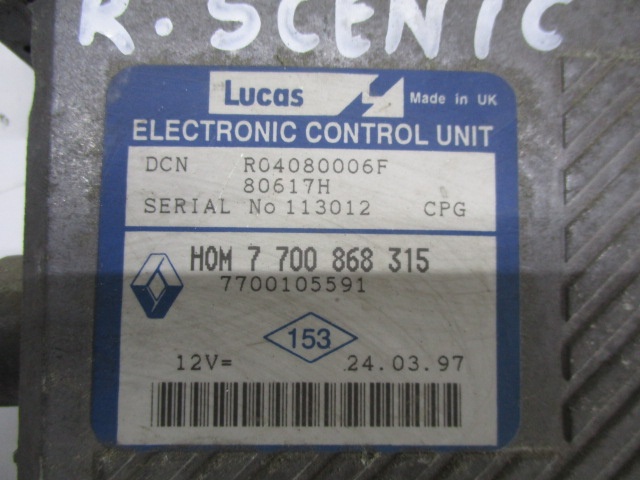 R. SCENIC
Lucas Made in UK
ELECTRONIC CONTROL UNIT
DCN R04080006F
80617H
SERIAL No 113012 CPG
HOM 7 700 868 315
7700105591
153
12V= 24.03.97